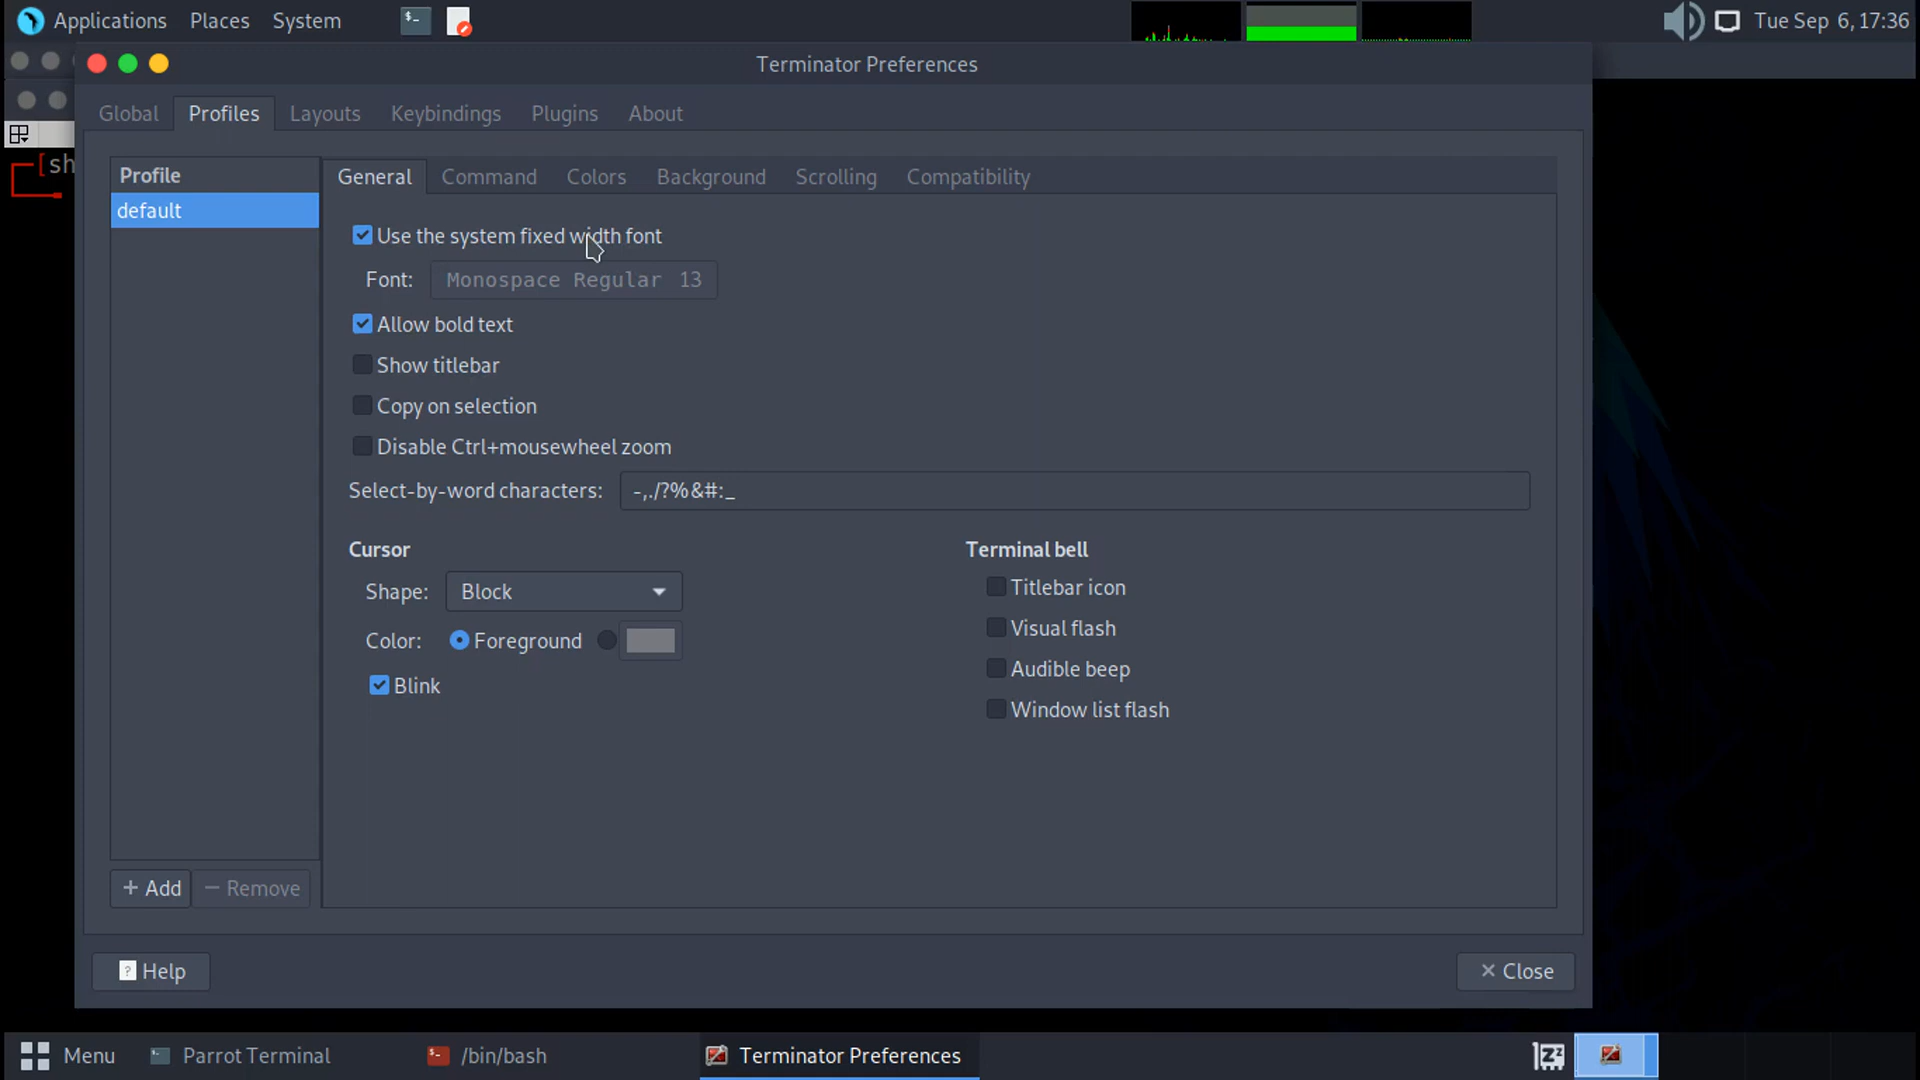 Applications Places System Tue Sep 6, 17:36
Terminator Preferences
Global Profiles Layouts Keybindings Plugins About
[sh
Profile
default
General Command Colors Background Scrolling Compatibility
Use the system fixed width font
Font: Monospace Regular 13
Allow bold text
Show titlebar
Copy on selection
Disable Ctrl+mousewheel zoom
Select-by-word characters: -,./?%&#:_
Cursor
Shape: Block
Color: Foreground
Blink
Terminal bell
Titlebar icon
Visual flash
Audible beep
Window list flash
+ Add − Remove
? Help
× Close
Menu Parrot Terminal /bin/bash Terminator Preferences